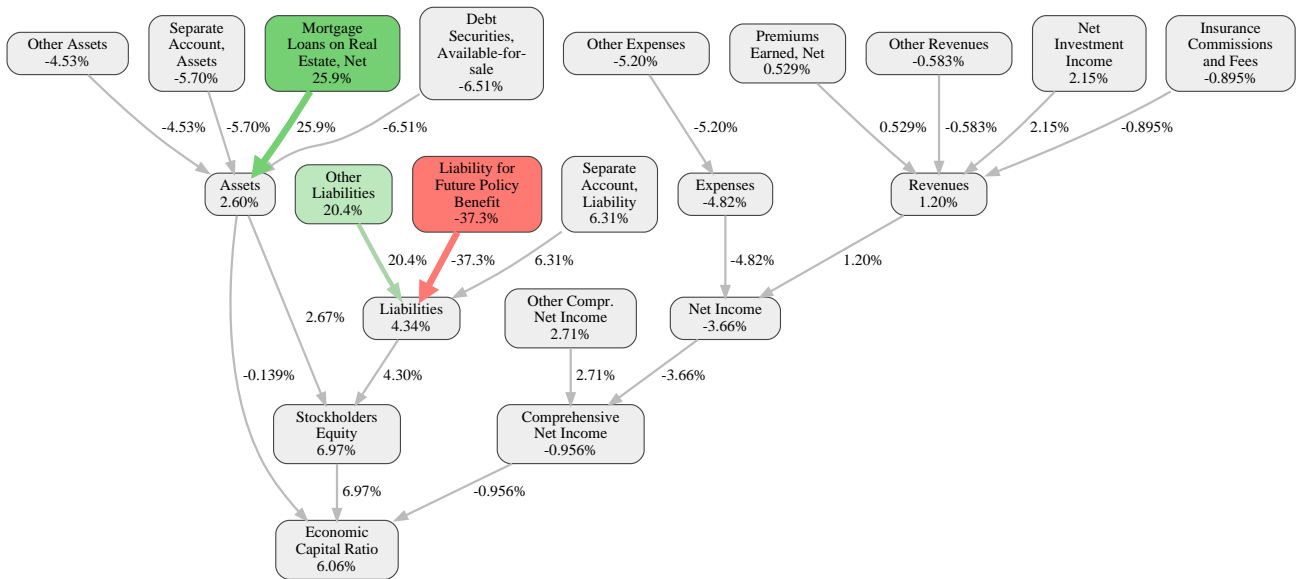 Other Assets
-4.53%
Separate
Account,
Assets
-5.70%
Mortgage
Loans on Real
Estate, Net
25.9%
Debt
Securities,
Available-for-
sale
-6.51%
Other Expenses
-5.20%
Premiums
Earned, Net
0.529%
Other Revenues
-0.583%
Net
Investment
Income
2.15%
Insurance
Commissions
and Fees
-0.895%
-4.53%
-5.70%
25.9%
-6.51%
-5.20%
0.529%
-0.583%
2.15%
-0.895%
Assets
2.60%
Other
Liabilities
20.4%
Liability for
Future Policy
Benefit
-37.3%
Separate
Account,
Liability
6.31%
Expenses
-4.82%
Revenues
1.20%
20.4%
-37.3%
6.31%
-4.82%
1.20%
2.67%
Liabilities
4.34%
Other Compr.
Net Income
2.71%
Net Income
-3.66%
-0.139%
4.30%
2.71%
-3.66%
Stockholders
Equity
6.97%
Comprehensive
Net Income
-0.956%
6.97%
-0.956%
Economic
Capital Ratio
6.06%